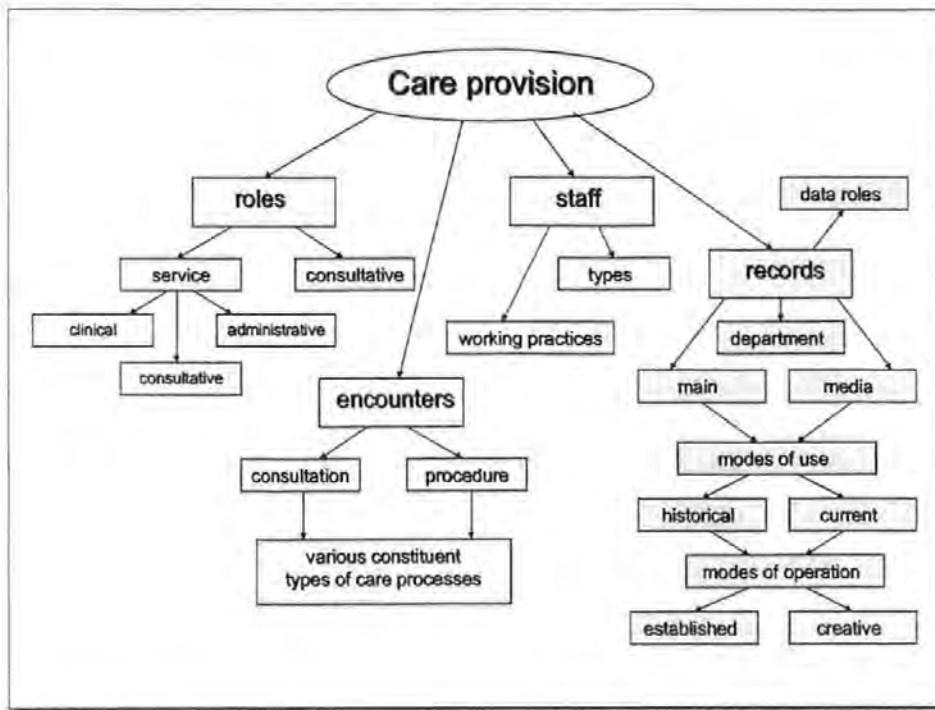 Care provision
roles
staff
data roles
service
consultative
types
records
clinical
administrative
working practices
department
consultative
main
media
encounters
modes of use
consultation
procedure
historical
current
various constituent
types of care processes
modes of operation
established
creative